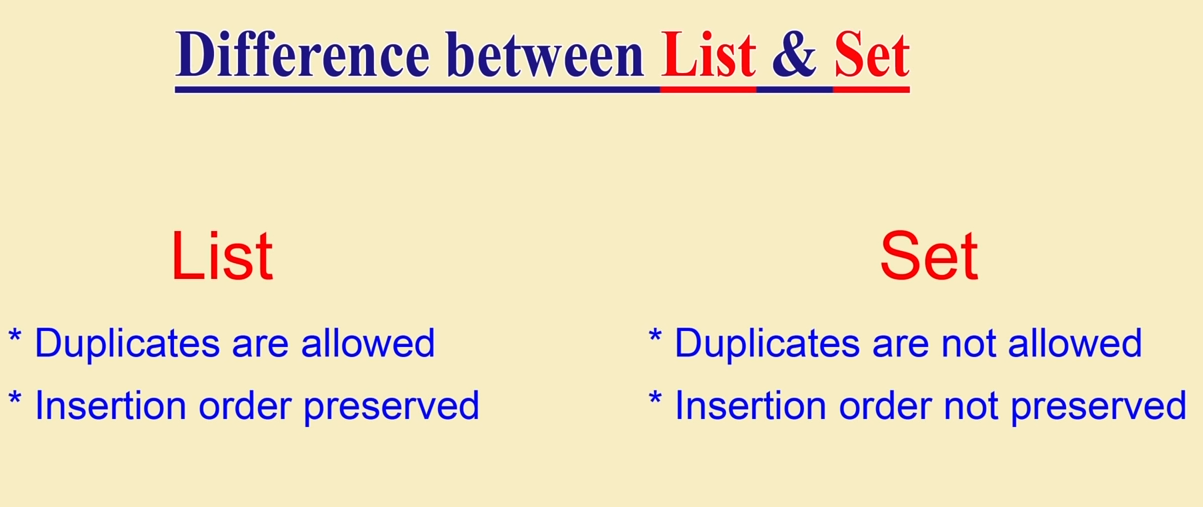 Difference between List & Set
List
* Duplicates are allowed
* Insertion order preserved
Set
* Duplicates are not allowed
* Insertion order not preserved